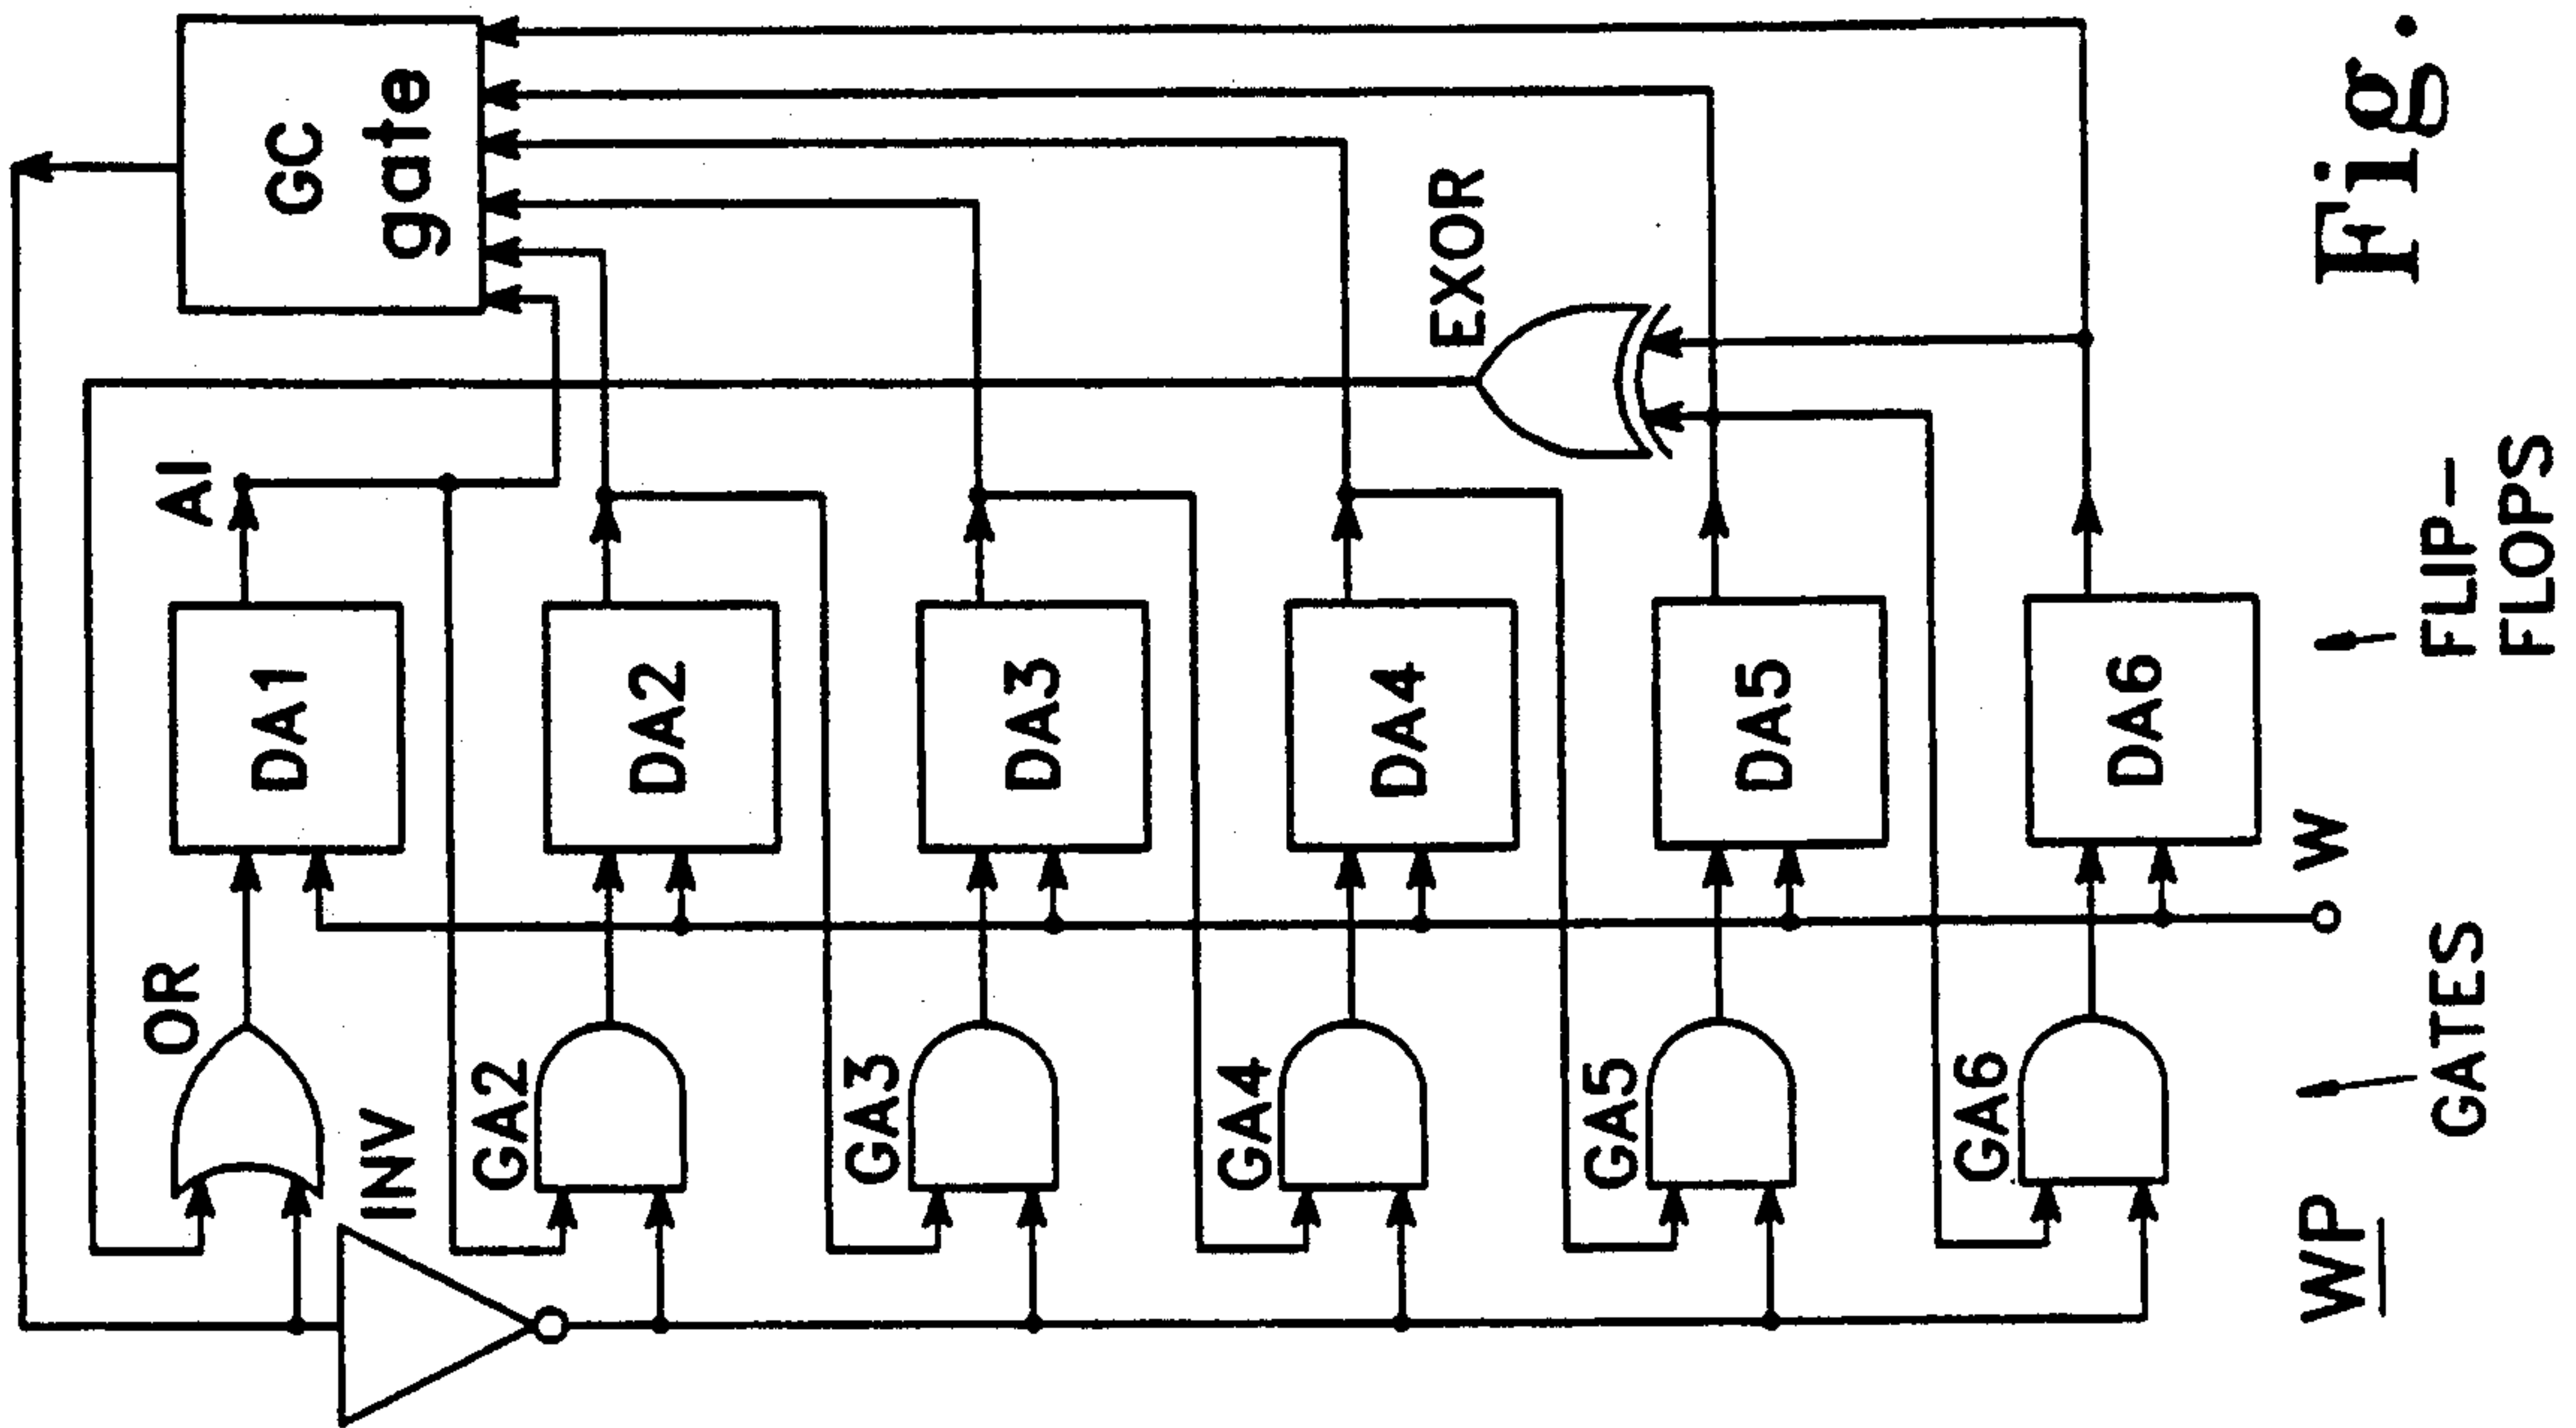 GC
gate
AI
EXOR
DA1
DA2
DA3
DA4
DA5
DA6
FLIP-
FLOPS
W
OR
INV
GA2
GA3
GA4
GA5
GA6
GATES
WP
Fig.